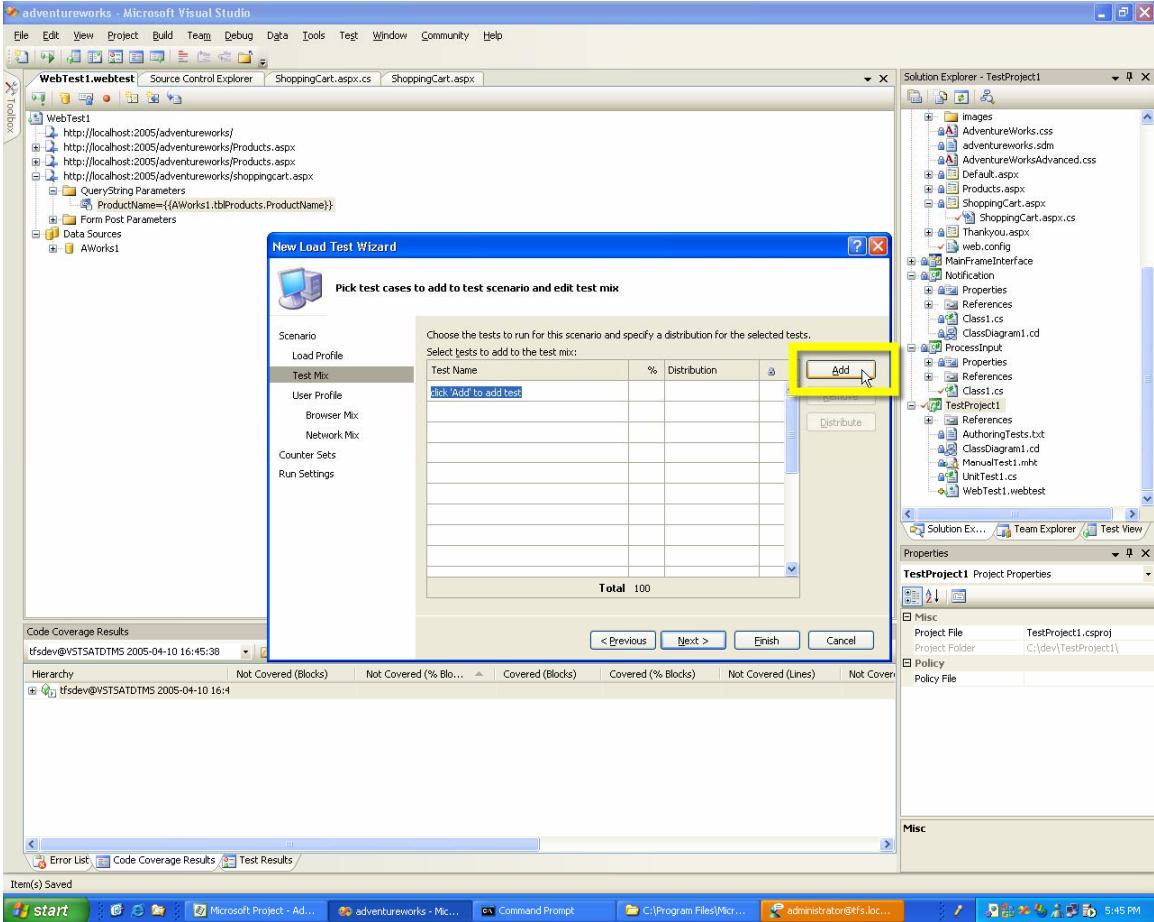 adventureworks - Microsoft Visual Studio
File Edit View Project Build Team Debug Data Tools Test Window Community Help
WebTest1.webtest Source Control Explorer ShoppingCart.aspx.cs ShoppingCart.aspx
Toolbox
WebTest1
http://localhost:2005/adventureworks/
http://localhost:2005/adventureworks/Products.aspx
http://localhost:2005/adventureworks/Products.aspx
http://localhost:2005/adventureworks/shoppingcart.aspx
QueryString Parameters
ProductName={{AWorks1.tblProducts.ProductName}}
Form Post Parameters
Data Sources
AWorks1
New Load Test Wizard
Pick test cases to add to test scenario and edit test mix
Scenario
Load Profile
Test Mix
User Profile
Browser Mix
Network Mix
Counter Sets
Run Settings
Choose the tests to run for this scenario and specify a distribution for the selected tests.
Select tests to add to the test mix:
Test Name % Distribution
click 'Add' to add test
Add
Remove
Distribute
Total 100
< Previous Next > Finish Cancel
Solution Explorer - TestProject1
images
AdventureWorks.css
adventureworks.sdm
AdventureWorksAdvanced.css
Default.aspx
Products.aspx
ShoppingCart.aspx
ShoppingCart.aspx.cs
Thankyou.aspx
web.config
MainFrameInterface
Notification
Properties
References
Class1.cs
ClassDiagram1.cd
ProcessInput
Properties
References
Class1.cs
TestProject1
References
AuthoringTests.txt
ClassDiagram1.cd
ManualTest1.mht
UnitTest1.cs
WebTest1.webtest
Solution Ex... Team Explorer Test View
Properties
TestProject1 Project Properties
Misc
Project File TestProject1.csproj
Project Folder C:\dev\TestProject1\
Policy
Policy File
Misc
Code Coverage Results
tfsdev@VSTSATDTMS 2005-04-10 16:45:38
Hierarchy Not Covered (Blocks) Not Covered (% Blo... Covered (Blocks) Covered (% Blocks) Not Covered (Lines) Not Cover
tfsdev@VSTSATDTMS 2005-04-10 16:4
Error List Code Coverage Results Test Results
Item(s) Saved
start Microsoft Project - Ad... adventureworks - Mic... Command Prompt C:\Program Files\Micr... administrator@tfs.loc... 5:45 PM